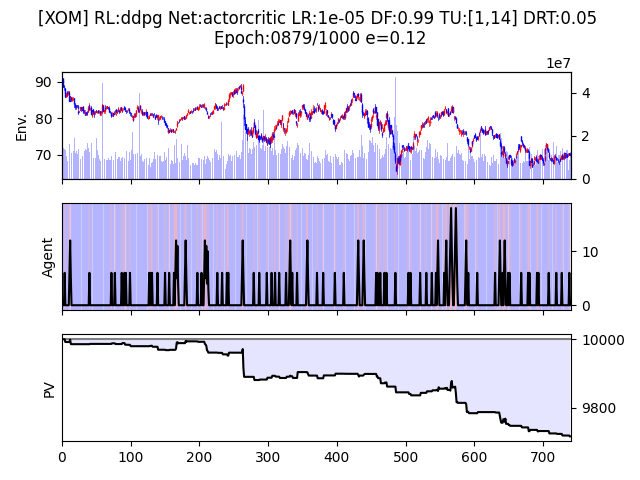 [XOM] RL:ddpg Net:actorcritic LR:1e-05 DF:0.99 TU:[1,14] DRT:0.05
Epoch:0879/1000 e=0.12
1e7
Env.
90
80
70
4
2
0
Agent
10
0
PV
10000
9800
0 100 200 300 400 500 600 700